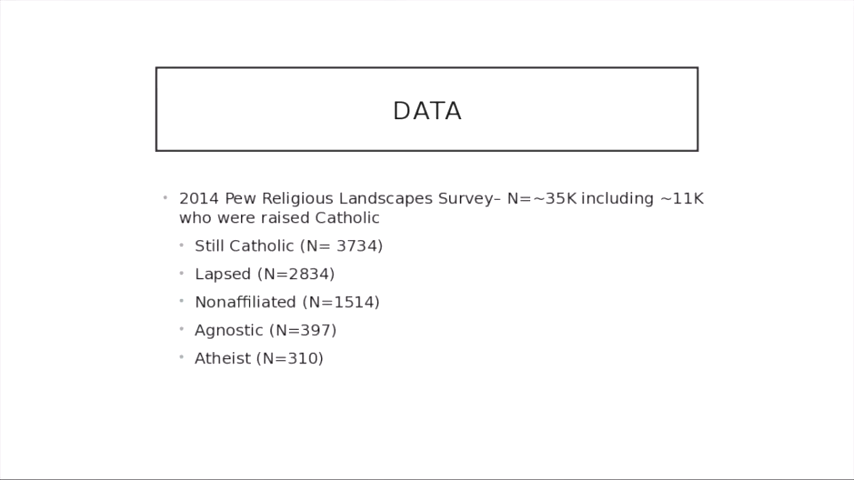 DATA
• 2014 Pew Religious Landscapes Survey– N=~35K including ~11K
who were raised Catholic
• Still Catholic (N= 3734)
• Lapsed (N=2834)
• Nonaffiliated (N=1514)
• Agnostic (N=397)
• Atheist (N=310)